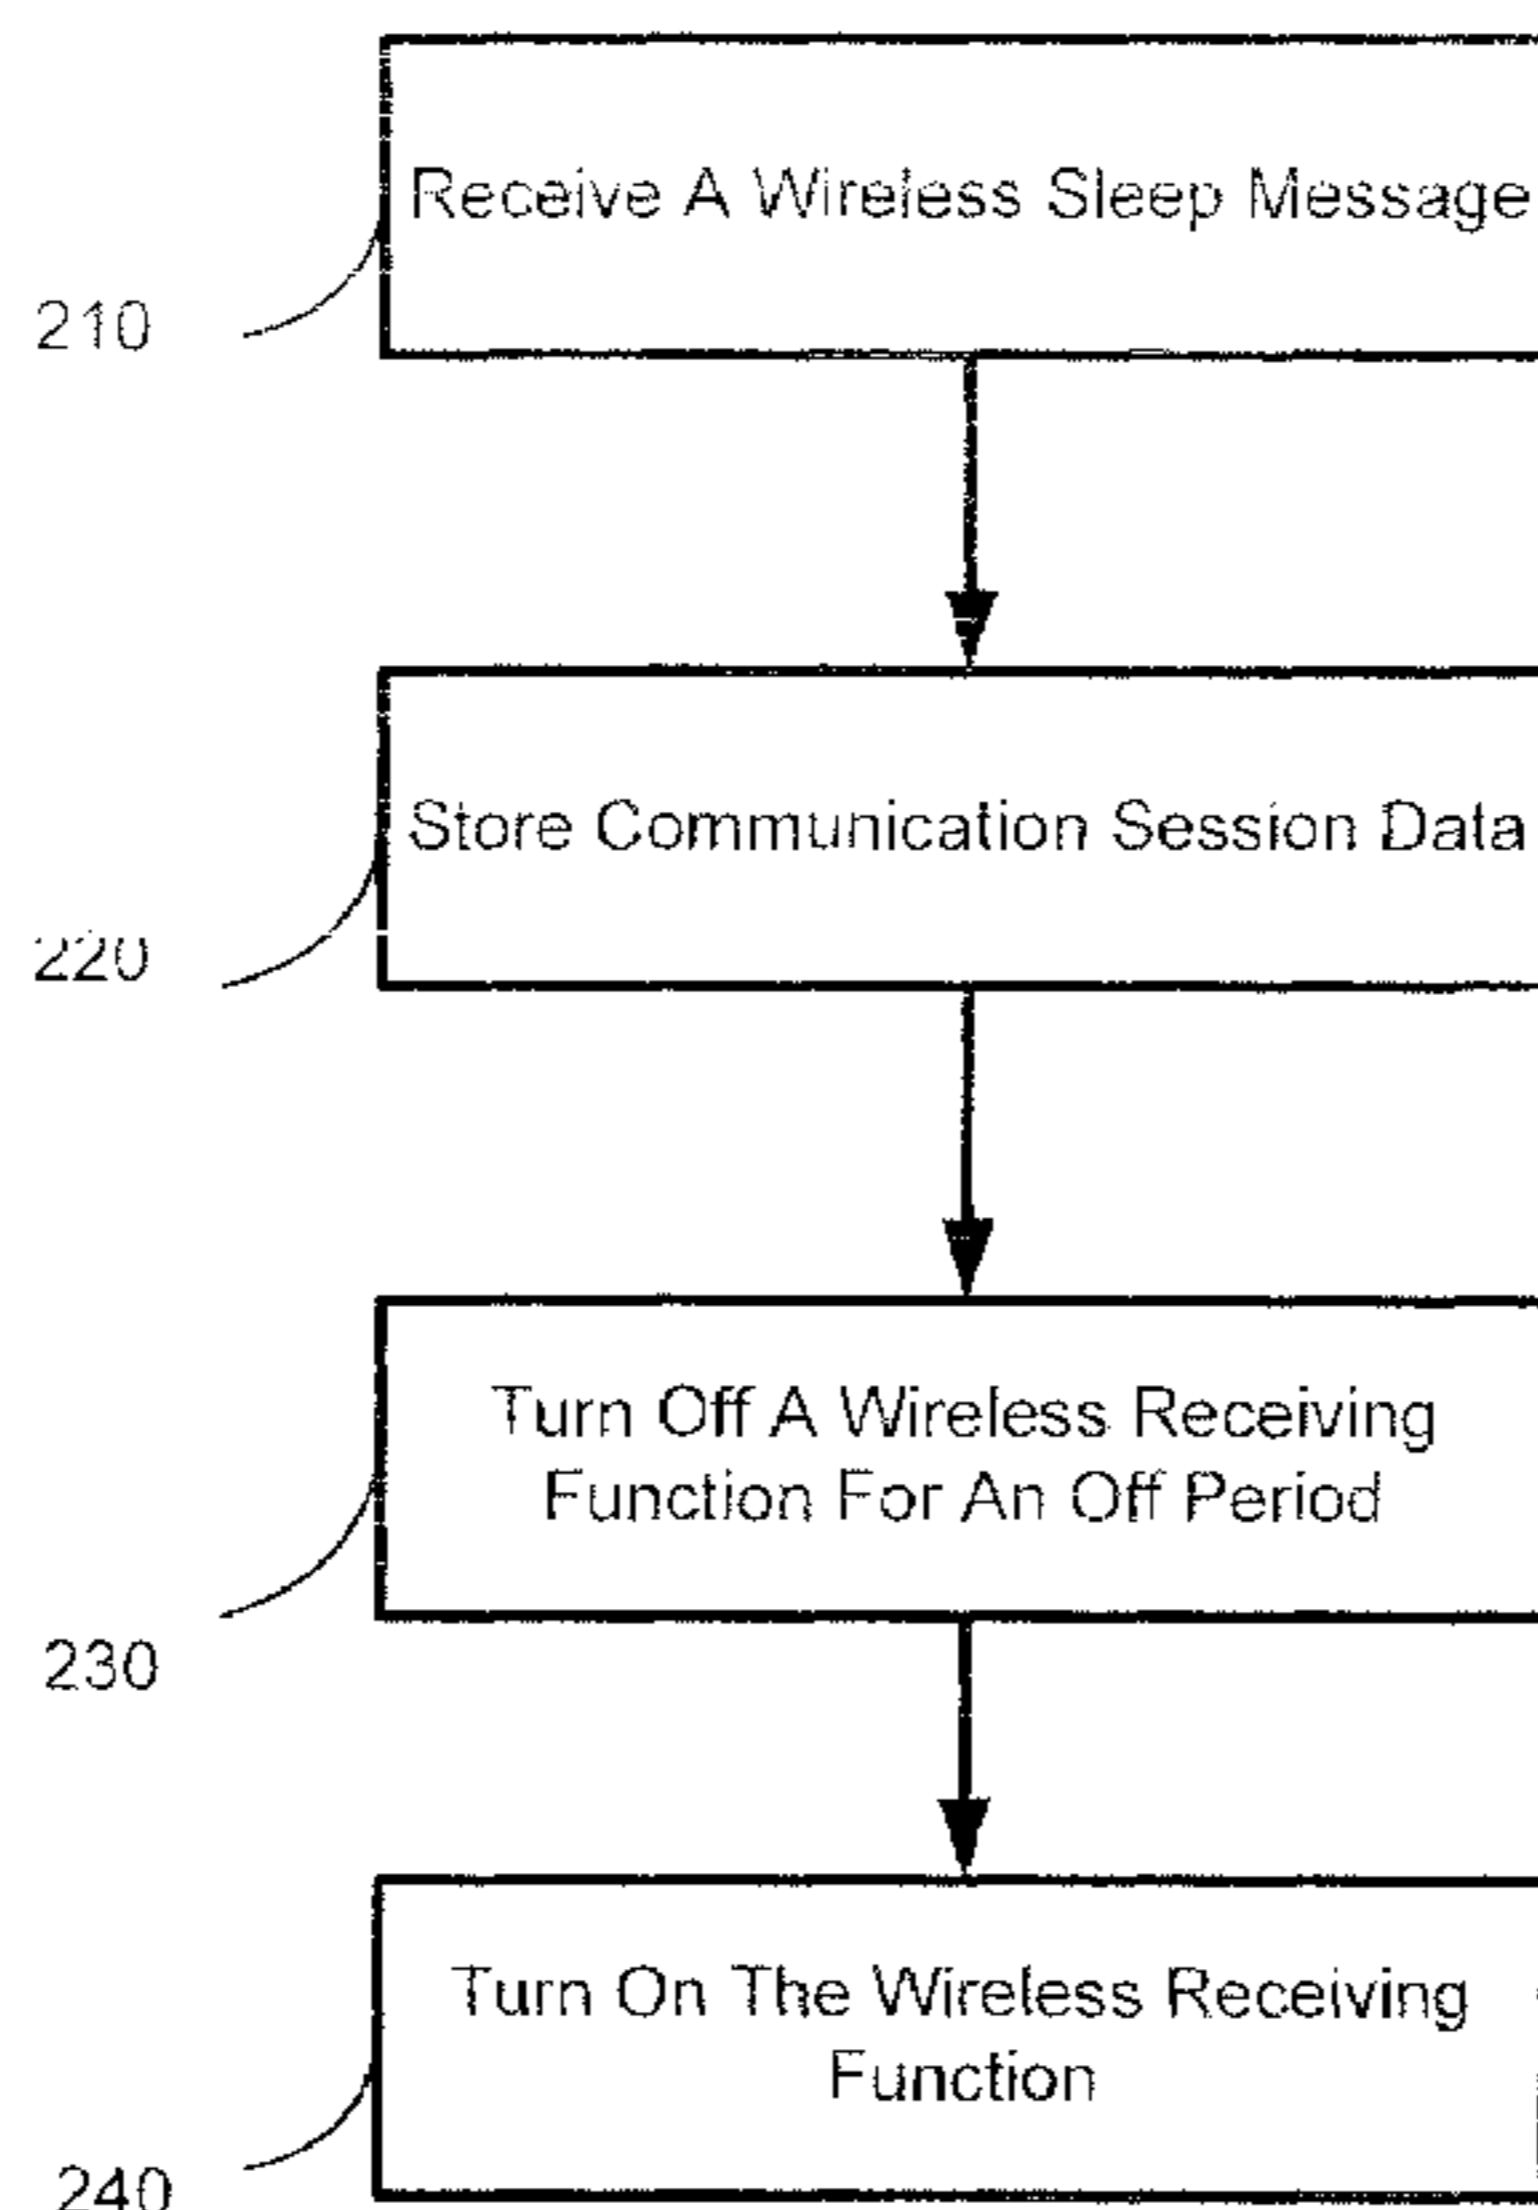 Receive A Wireless Sleep Message
210
Store Communication Session Data
220
Turn Off A Wireless Receiving
Function For An Off Period
230
Turn On The Wireless Receiving
Function
240